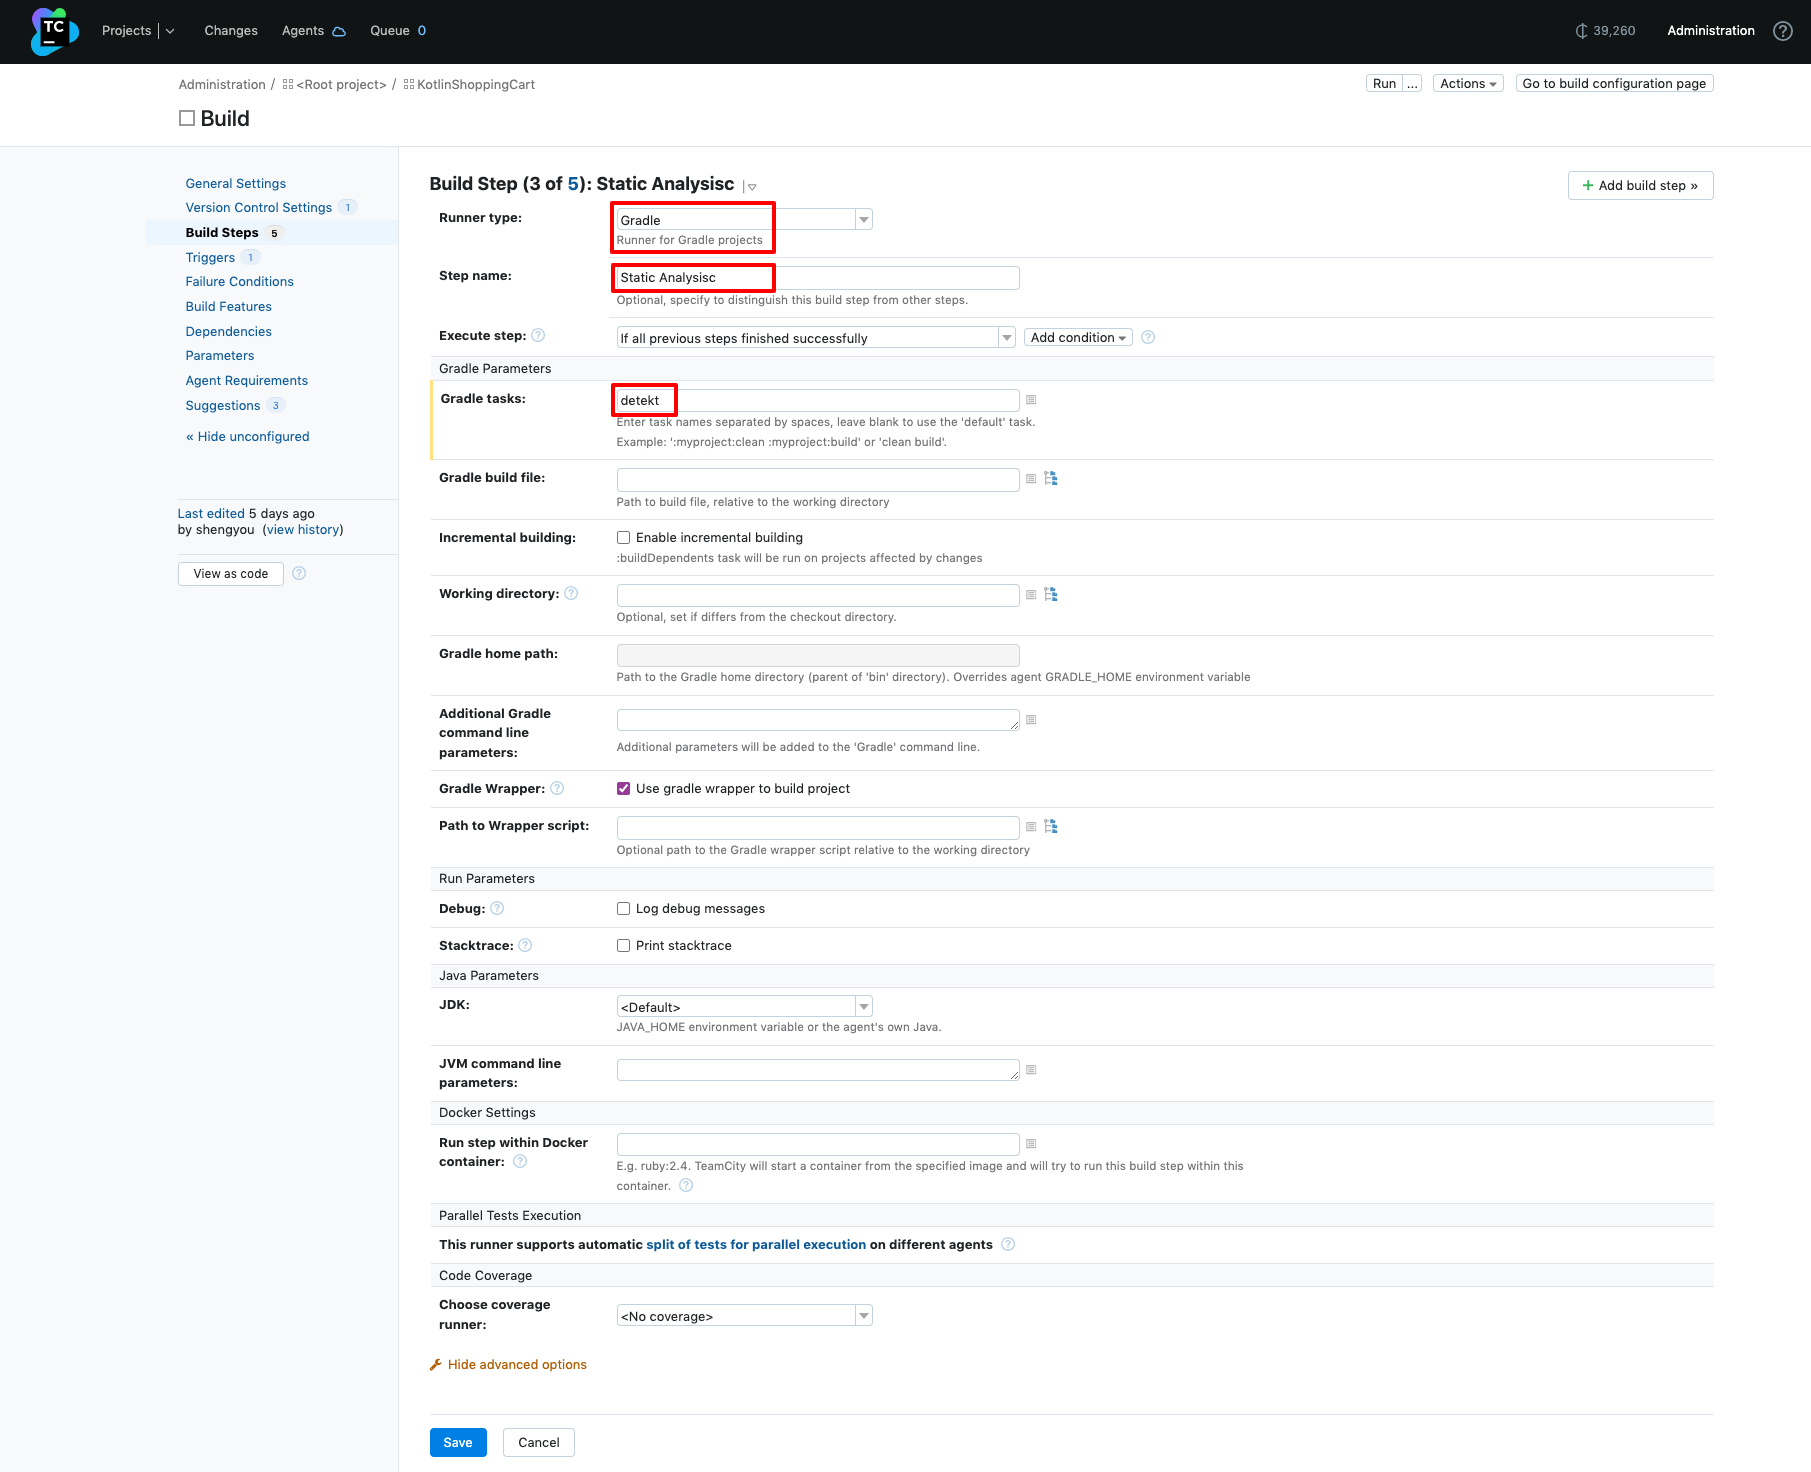 TC
Projects
Changes
Agents
Queue 0
39,260
Administration
Administration / <Root project> / KotlinShoppingCart
Run ...
Actions
Go to build configuration page
Build
General Settings
Version Control Settings 1
Build Steps 5
Triggers 1
Failure Conditions
Build Features
Dependencies
Parameters
Agent Requirements
Suggestions 3
« Hide unconfigured
Last edited 5 days ago
by shengyou (view history)
View as code
Build Step (3 of 5): Static Analysisc
Add build step »
Runner type:
Gradle
Runner for Gradle projects
Step name:
Static Analysisc
Optional, specify to distinguish this build step from other steps.
Execute step:
If all previous steps finished successfully
Add condition
Gradle Parameters
Gradle tasks:
detekt
Enter task names separated by spaces, leave blank to use the 'default' task.
Example: ':myproject:clean :myproject:build' or 'clean build'.
Gradle build file:
Path to build file, relative to the working directory
Incremental building:
Enable incremental building
:buildDependents task will be run on projects affected by changes
Working directory:
Optional, set if differs from the checkout directory.
Gradle home path:
Path to the Gradle home directory (parent of 'bin' directory). Overrides agent GRADLE_HOME environment variable
Additional Gradle
command line
parameters:
Additional parameters will be added to the 'Gradle' command line.
Gradle Wrapper:
Use gradle wrapper to build project
Path to Wrapper script:
Optional path to the Gradle wrapper script relative to the working directory
Run Parameters
Debug:
Log debug messages
Stacktrace:
Print stacktrace
Java Parameters
JDK:
<Default>
JAVA_HOME environment variable or the agent's own Java.
JVM command line
parameters:
Docker Settings
Run step within Docker
container:
E.g. ruby:2.4. TeamCity will start a container from the specified image and will try to run this build step within this
container.
Parallel Tests Execution
This runner supports automatic split of tests for parallel execution on different agents
Code Coverage
Choose coverage
runner:
<No coverage>
Hide advanced options
Save
Cancel